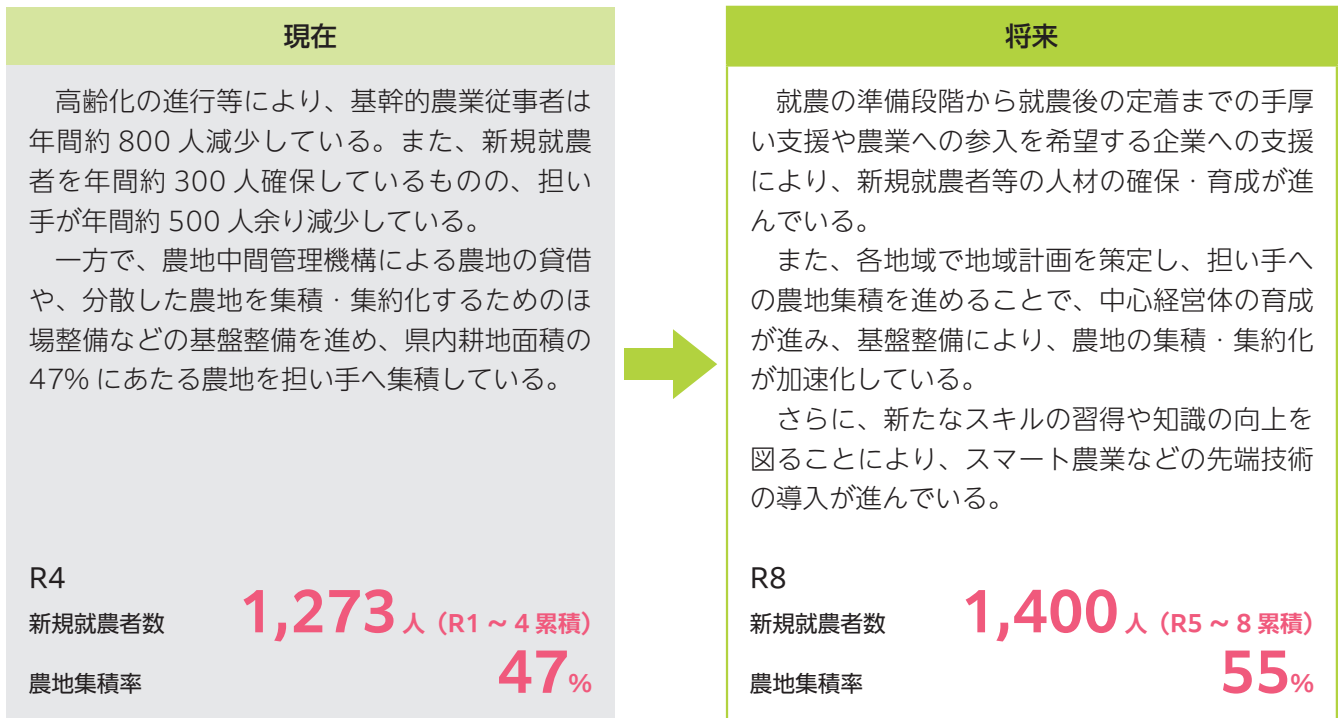 現在
高齢化の進行等により、基幹的農業従事者は
年間約 800 人減少している。また、新規就農
者を年間約 300 人確保しているものの、担い
手が年間約 500 人余り減少している。
一方で、農地中間管理機構による農地の貸借
や、分散した農地を集積・集約化するためのほ
場整備などの基盤整備を進め、県内耕地面積の
47% にあたる農地を担い手へ集積している。
R4
新規就農者数 1,273 人（R1 ～ 4 累積）
農地集積率 47%
将来
就農の準備段階から就農後の定着までの手厚
い支援や農業への参入を希望する企業への支援
により、新規就農者等の人材の確保・育成が進
んでいる。
また、各地域で地域計画を策定し、担い手へ
の農地集積を進めることで、中心経営体の育成
が進み、基盤整備により、農地の集積・集約化
が加速化している。
さらに、新たなスキルの習得や知識の向上を
図ることにより、スマート農業などの先端技術
の導入が進んでいる。
R8
新規就農者数 1,400 人（R5 ～ 8 累積）
農地集積率 55%